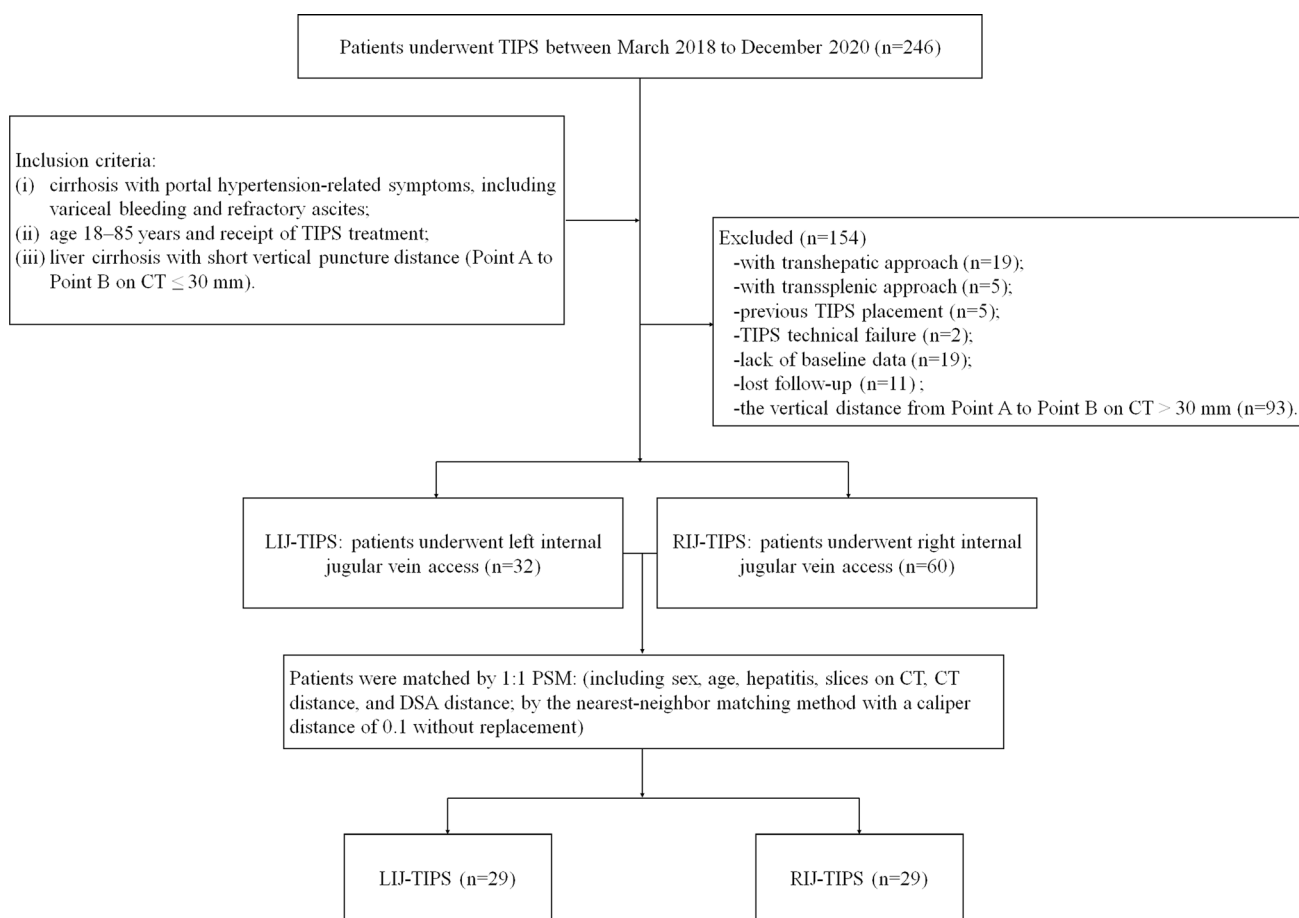 Patients underwent TIPS between March 2018 to December 2020 (n=246)
Inclusion criteria:
(i) cirrhosis with portal hypertension-related symptoms, including
variceal bleeding and refractory ascites;
(ii) age 18–85 years and receipt of TIPS treatment;
(iii) liver cirrhosis with short vertical puncture distance (Point A to
Point B on CT ≤ 30 mm).
Excluded (n=154)
-with transhepatic approach (n=19);
-with transsplenic approach (n=5);
-previous TIPS placement (n=5);
-TIPS technical failure (n=2);
-lack of baseline data (n=19);
-lost follow-up (n=11);
-the vertical distance from Point A to Point B on CT > 30 mm (n=93).
LIJ-TIPS: patients underwent left internal
jugular vein access (n=32)
RIJ-TIPS: patients underwent right internal
jugular vein access (n=60)
Patients were matched by 1:1 PSM: (including sex, age, hepatitis, slices on CT, CT
distance, and DSA distance; by the nearest-neighbor matching method with a caliper
distance of 0.1 without replacement)
LIJ-TIPS (n=29)
RIJ-TIPS (n=29)